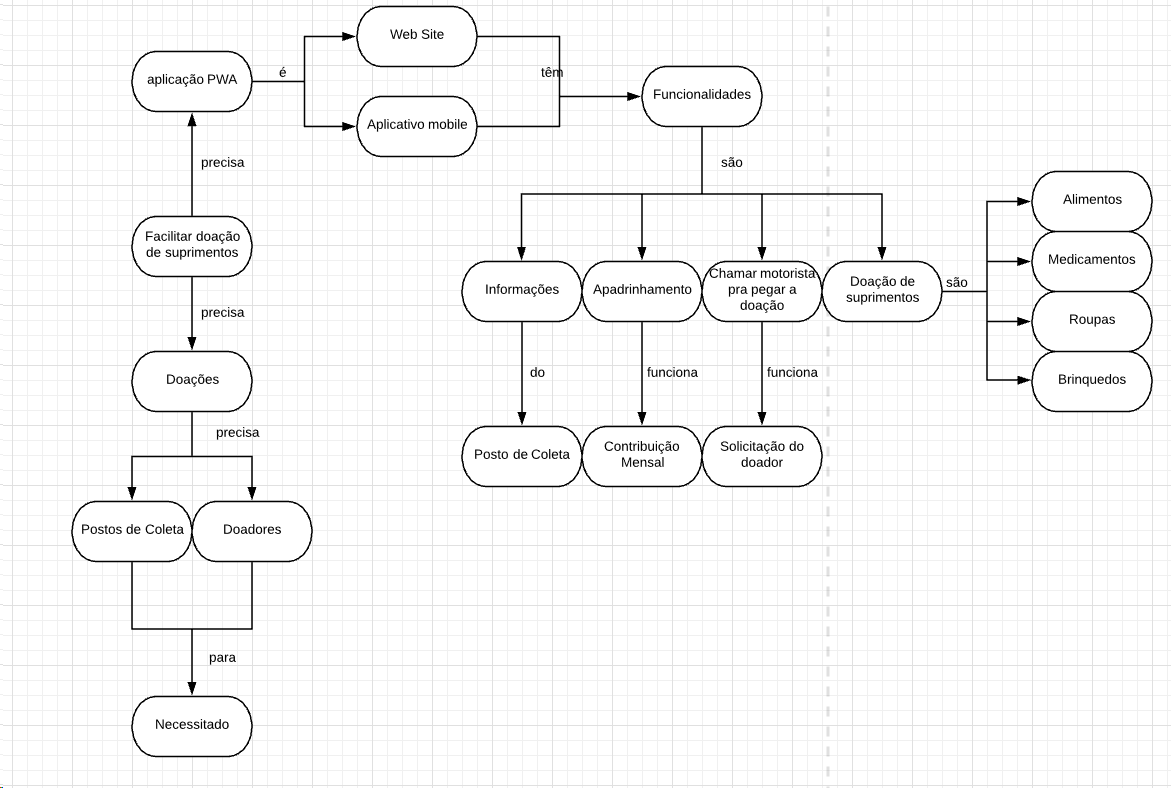 Web Site
aplicação PWA
é
têm
Funcionalidades
Aplicativo mobile
precisa
são
Facilitar doação
de suprimentos
Alimentos
Medicamentos
Roupas
Brinquedos
Informações
Apadrinhamento
Chamar motorista
pra pegar a
doação
Doação de
suprimentos
são
precisa
Doações
do
funciona
funciona
precisa
Posto de Coleta
Contribuição
Mensal
Solicitação do
doador
Postos de Coleta
Doadores
para
Necessitado